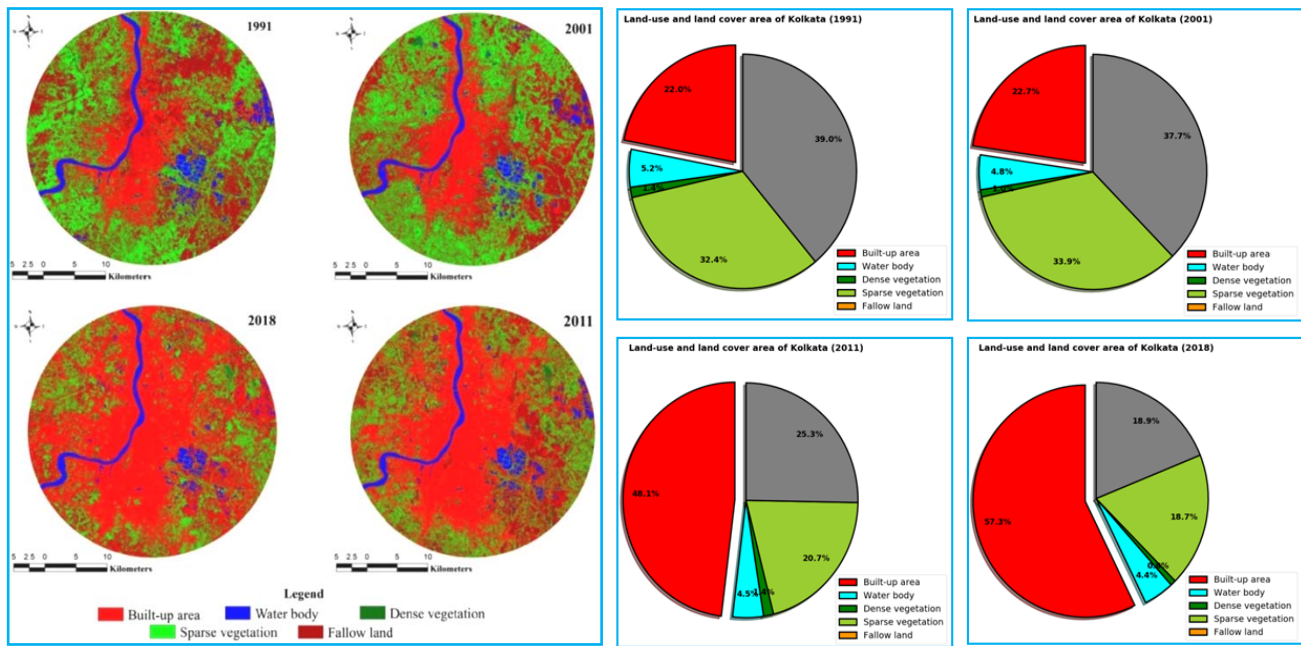 1991
2001
5 2.5 0 5 10
Kilometers
5 2.5 0 5 10
Kilometers
2018
2011
5 2.5 0 5 10
Kilometers
5 2.5 0 5 10
Kilometers
Legend
Built-up area Water body Dense vegetation
Sparse vegetation Fallow land
Land-use and land cover area of Kolkata (1991)
22.0%
39.0%
5.2%
32.4%
Built-up area
Water body
Dense vegetation
Sparse vegetation
Fallow land
Land-use and land cover area of Kolkata (2001)
22.7%
37.7%
4.8%
33.9%
Built-up area
Water body
Dense vegetation
Sparse vegetation
Fallow land
Land-use and land cover area of Kolkata (2011)
25.3%
48.1%
20.7%
4.5%
1.4%
Built-up area
Water body
Dense vegetation
Sparse vegetation
Fallow land
Land-use and land cover area of Kolkata (2018)
18.9%
57.3%
18.7%
4.4%
Built-up area
Water body
Dense vegetation
Sparse vegetation
Fallow land